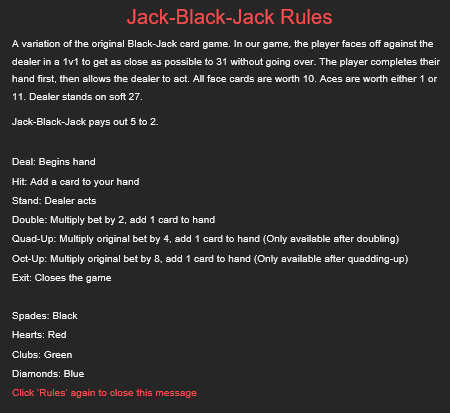 Jack-Black-Jack Rules
A variation of the original Black-Jack card game. In our game, the player faces off against the
dealer in a 1v1 to get as close as possible to 31 without going over. The player completes their
hand first, then allows the dealer to act. All face cards are worth 10. Aces are worth either 1 or
11. Dealer stands on soft 27.
Jack-Black-Jack pays out 5 to 2.
Deal: Begins hand
Hit: Add a card to your hand
Stand: Dealer acts
Double: Multiply bet by 2, add 1 card to hand
Quad-Up: Multiply original bet by 4, add 1 card to hand (Only available after doubling)
Oct-Up: Multiply original bet by 8, add 1 card to hand (Only available after quadding-up)
Exit: Closes the game
Spades: Black
Hearts: Red
Clubs: Green
Diamonds: Blue
Click 'Rules' again to close this message